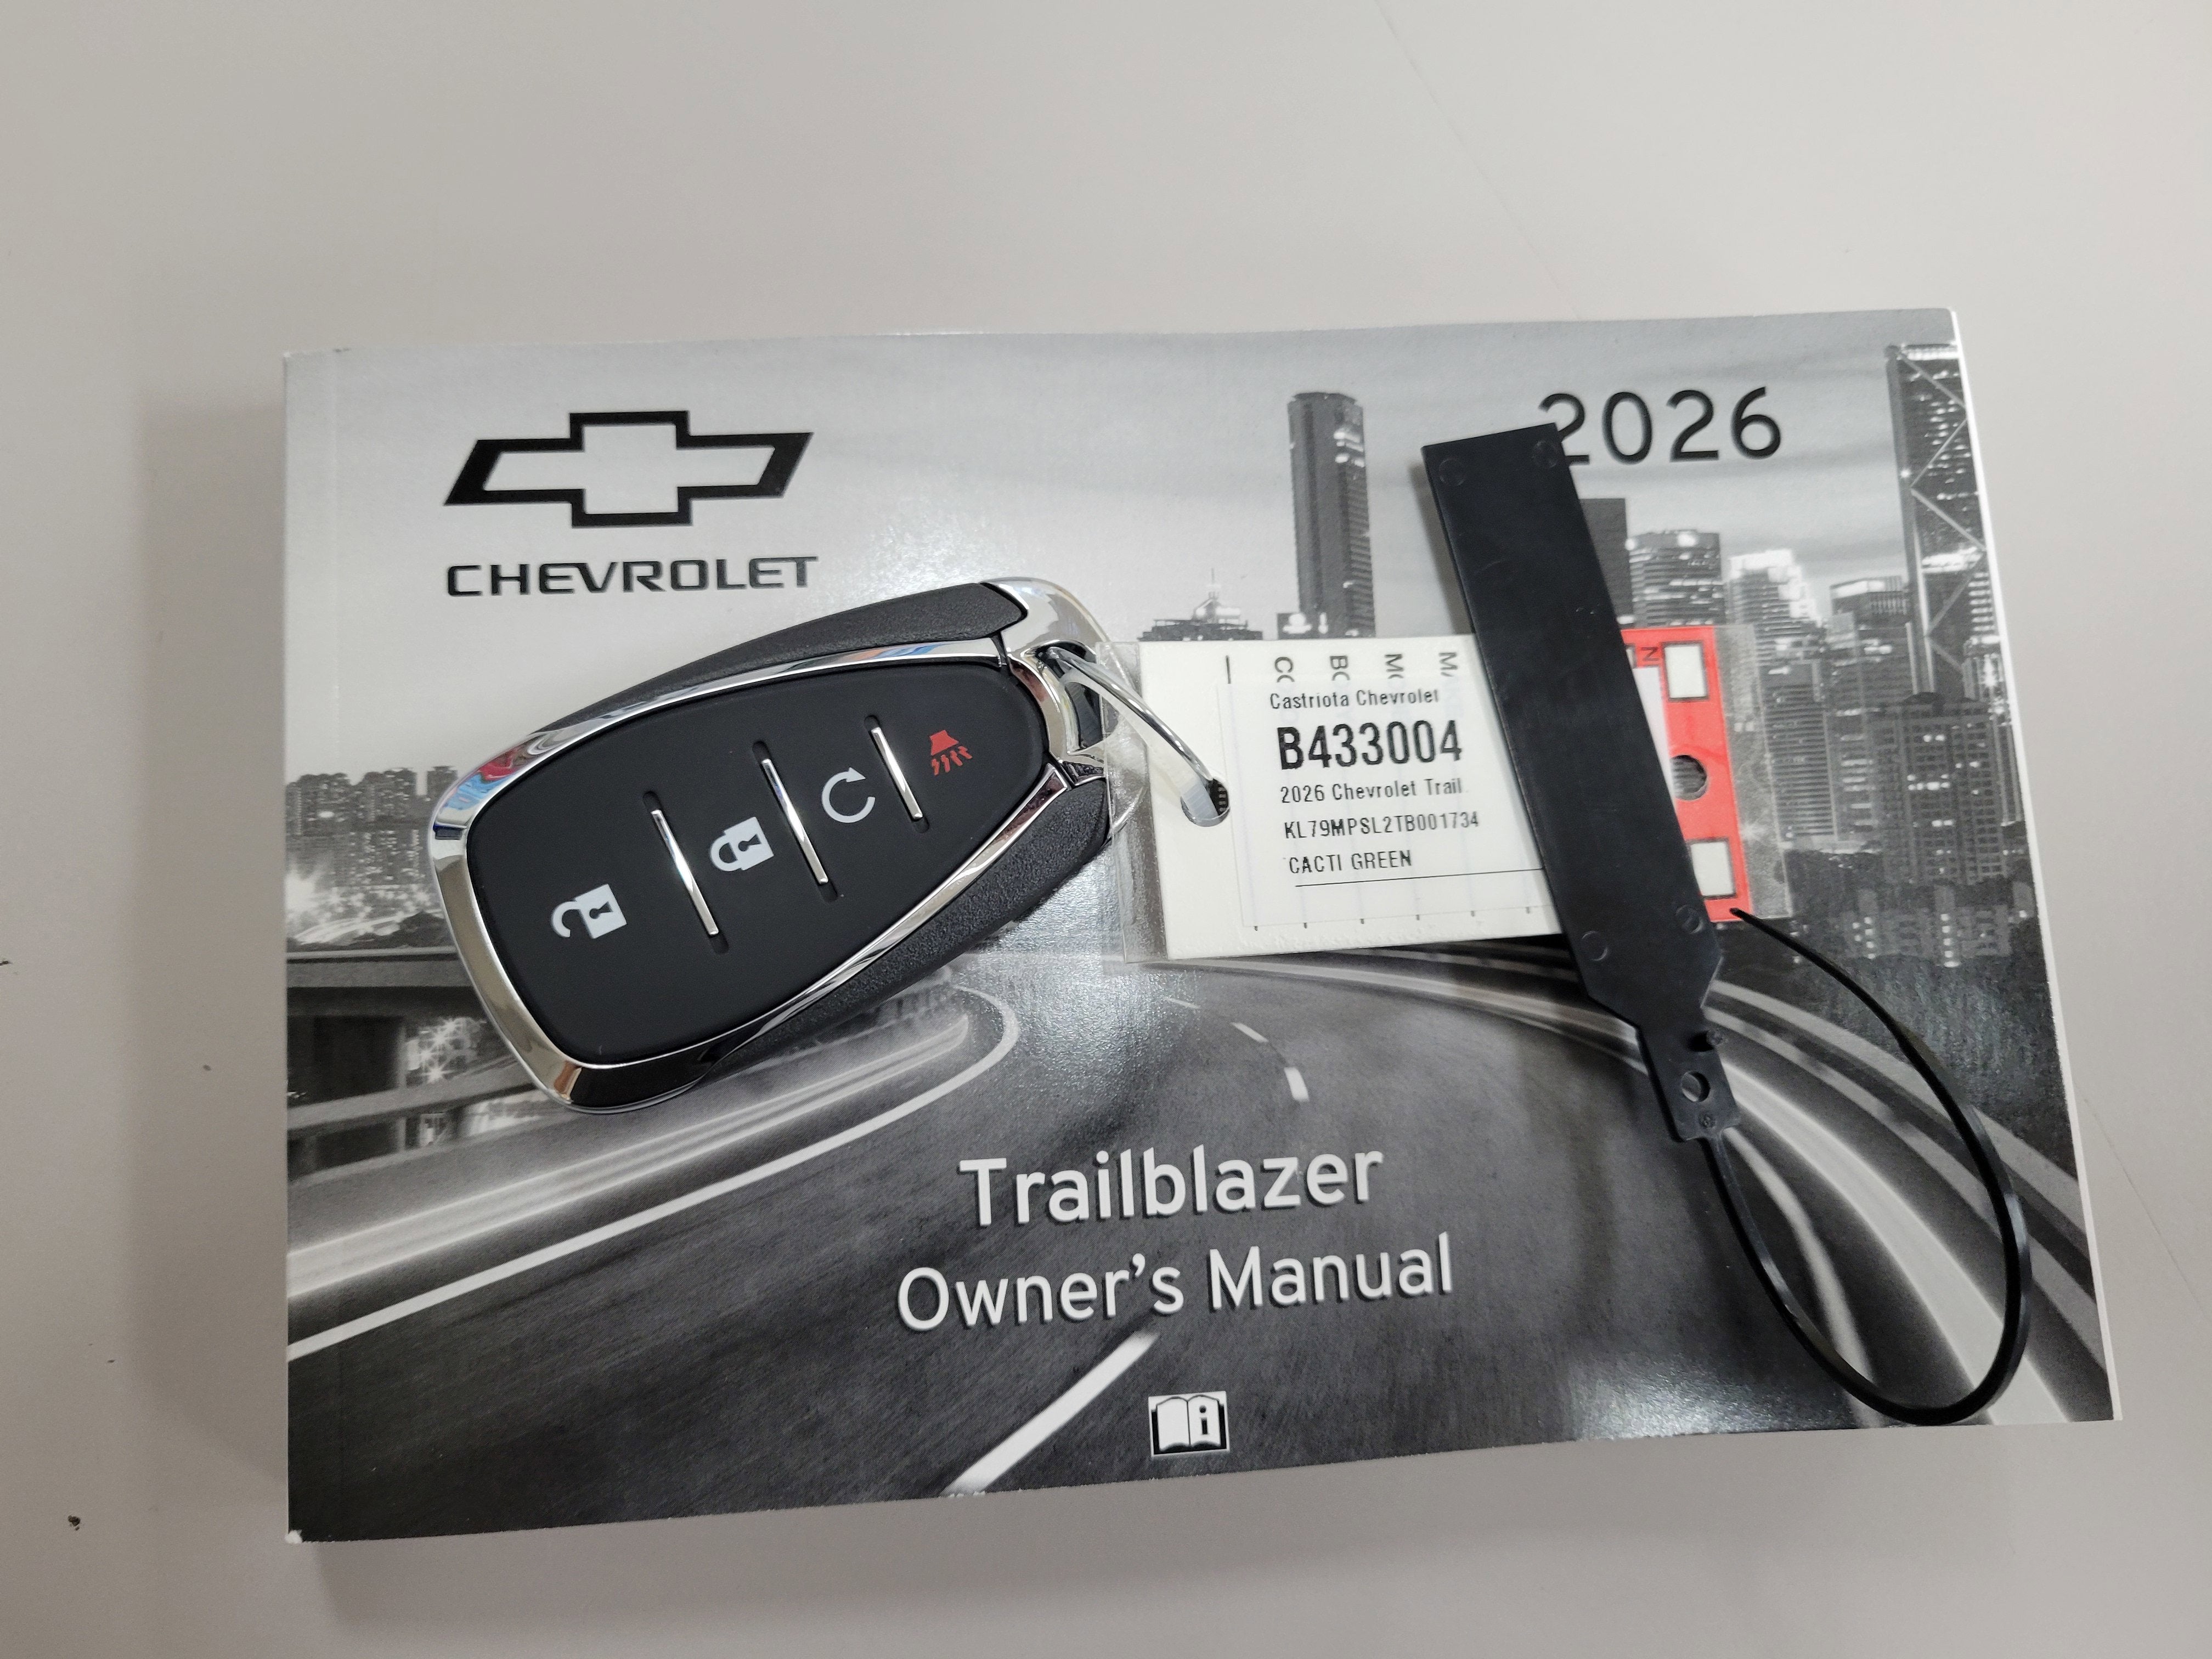 2026
CHEVROLET
Castriota Chevrolet
B433004
2026 Chevrolet Trail
KL79MPSL2TB001734
CACTI GREEN
Trailblazer
Owner's Manual
i